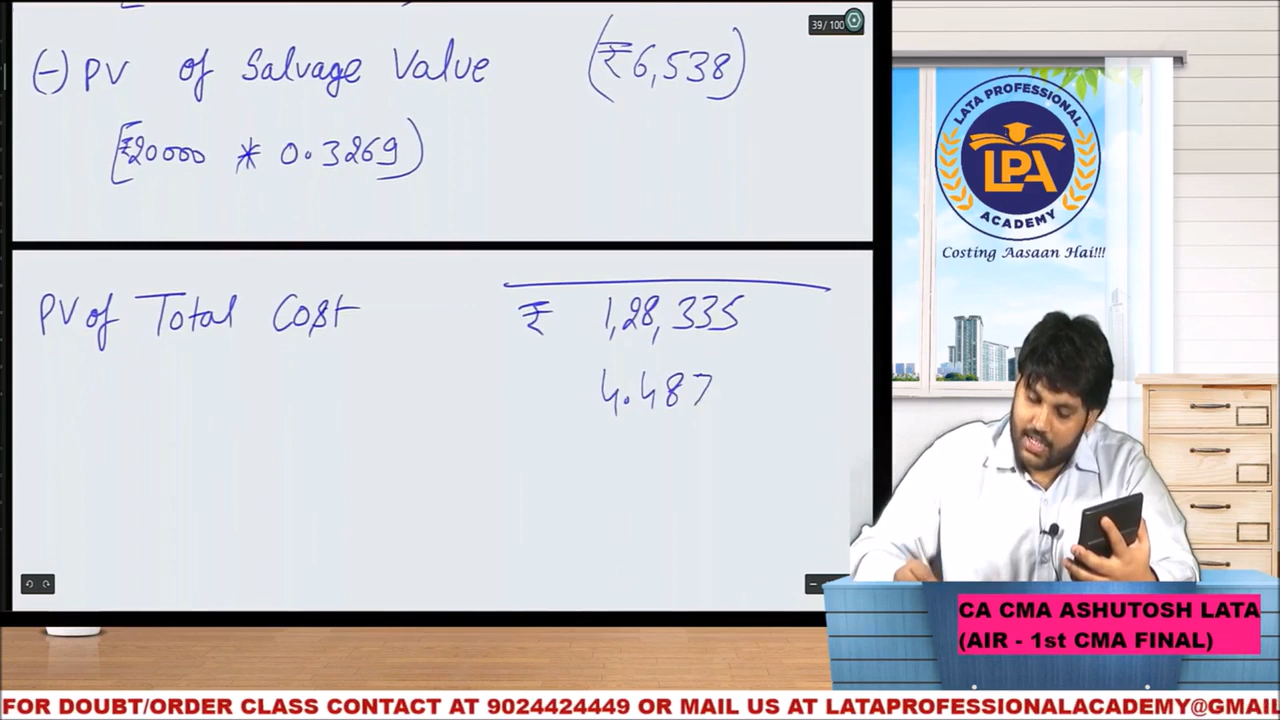 39/100
(-) PV of Salvage Value (₹6,538)
[₹20000 * 0.3269)
PV of Total Cost ₹ 1,28,335
4.487
LATA PROFESSIONAL
LPA
ACADEMY
Costing Aasaan Hai!!!
CA CMA ASHUTOSH LATA
(AIR - 1st CMA FINAL)
FOR DOUBT/ORDER CLASS CONTACT AT 9024424449 OR MAIL US AT LATAPROFESSIONALACADEMY@GMAIL